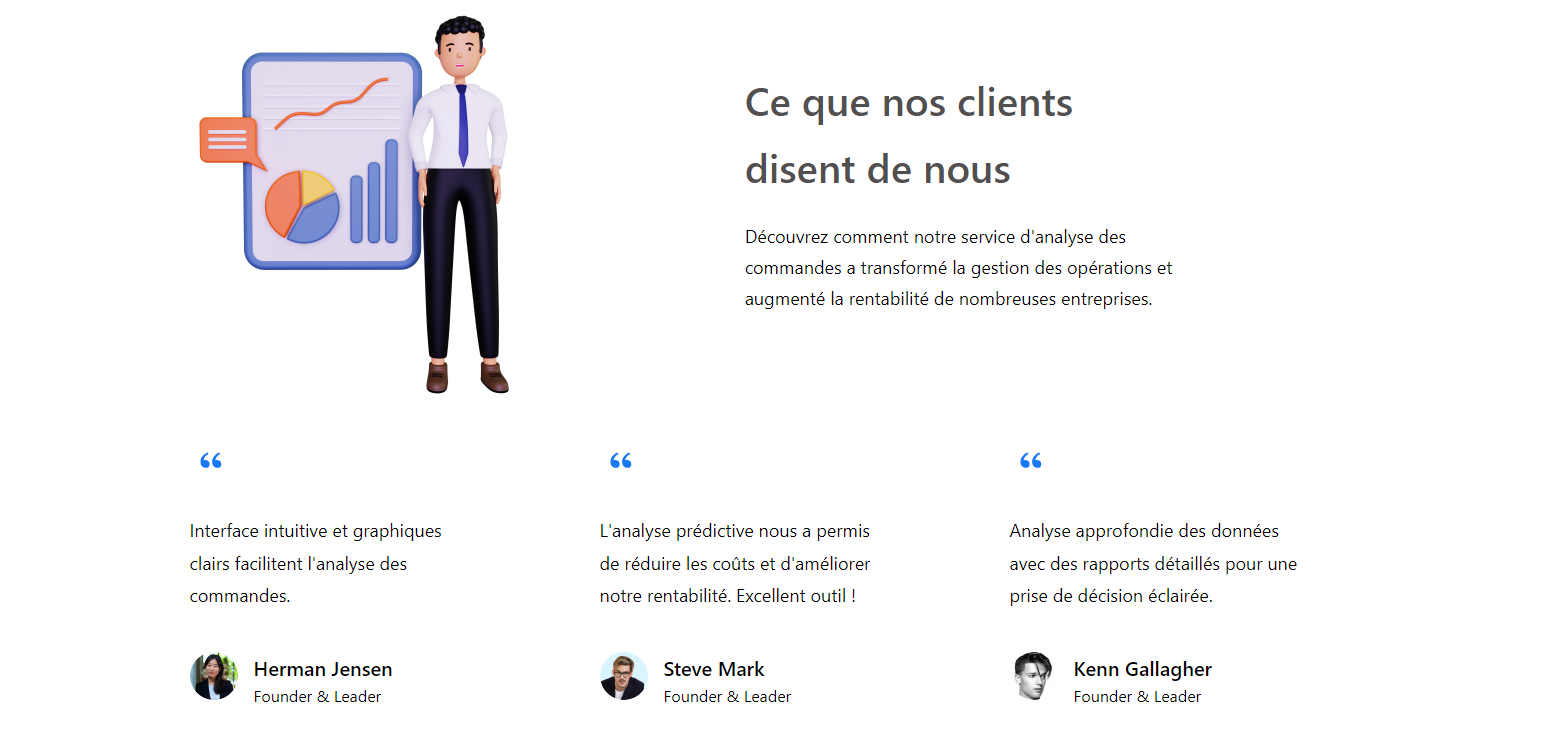 Ce que nos clients
disent de nous
Découvrez comment notre service d'analyse des
commandes a transformé la gestion des opérations et
augmenté la rentabilité de nombreuses entreprises.
“
Interface intuitive et graphiques
clairs facilitent l'analyse des
commandes.
Herman Jensen
Founder & Leader
“
L'analyse prédictive nous a permis
de réduire les coûts et d'améliorer
notre rentabilité. Excellent outil !
Steve Mark
Founder & Leader
“
Analyse approfondie des données
avec des rapports détaillés pour une
prise de décision éclairée.
Kenn Gallagher
Founder & Leader